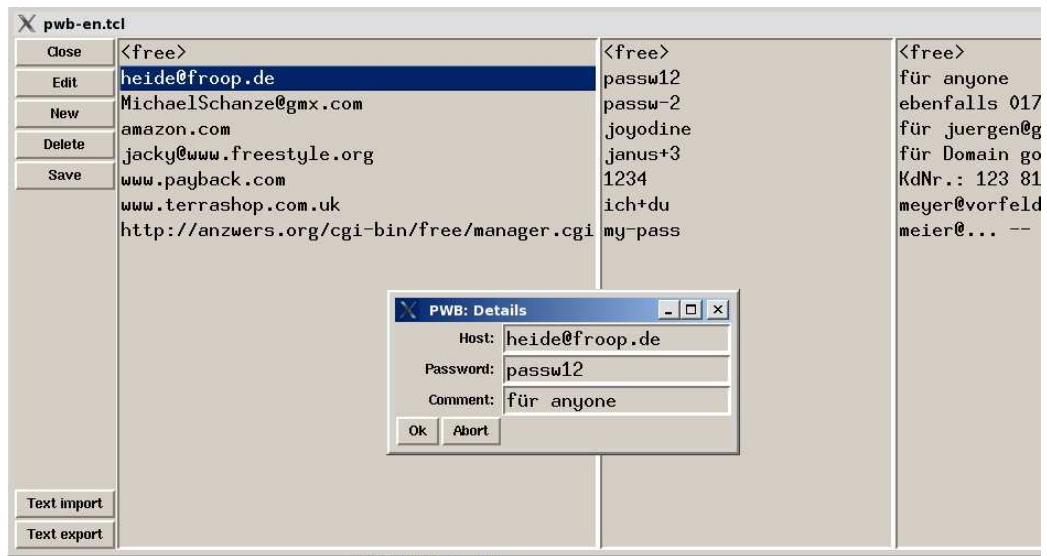 pwb-en.tcl
Close
Edit
New
Delete
Save
Text import
Text export
<free>
heide@froop.de
MichaelSchanze@gmx.com
amazon.com
jacky@www.freestyle.org
www.payback.com
www.terrashop.com.uk
http://anzwers.org/cgi-bin/free/manager.cgi
<free>
passw12
passw-2
joyodine
janus+3
1234
ich+du
my-pass
<free>
für anyone
ebenfalls 017
für juergen@g
für Domain go
KdNr.: 123 81
meyer@vorfeld
meier@... --
PWB: Details
Host: heide@froop.de
Password: passw12
Comment: für anyone
Ok Abort